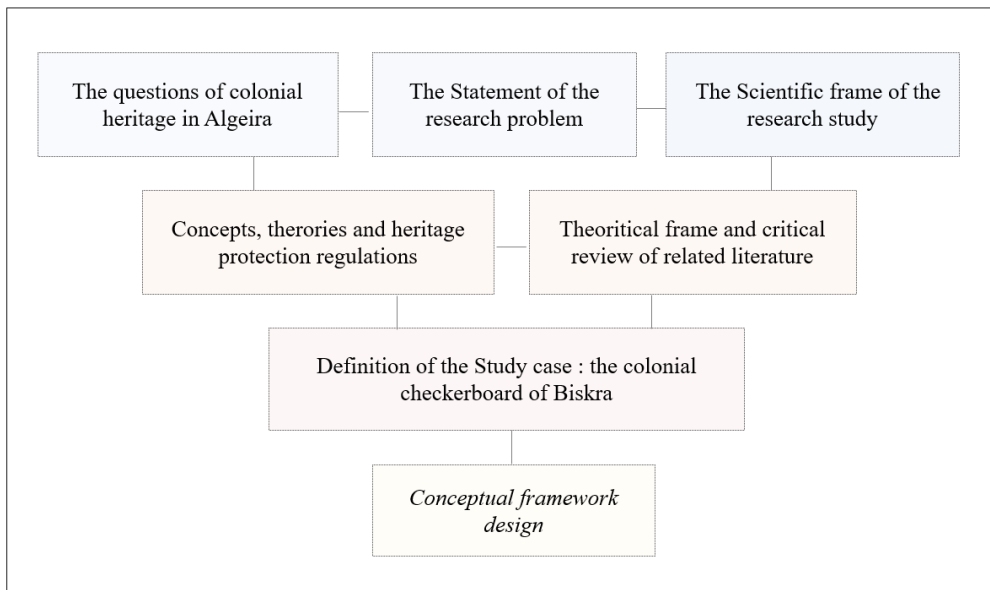 The questions of colonial
heritage in Algeira
The Statement of the
research problem
The Scientific frame of the
research study
Concepts, therories and heritage
protection regulations
Theoritical frame and critical
review of related literature
Definition of the Study case : the colonial
checkerboard of Biskra
Conceptual framework
design